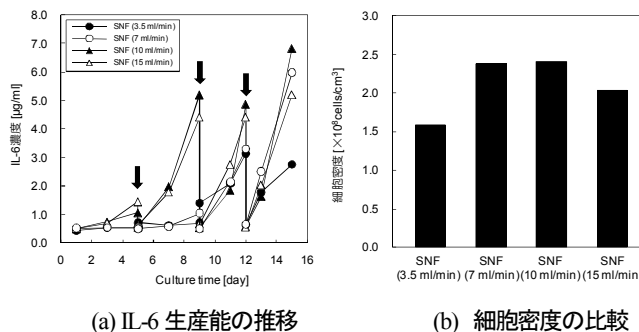 SNF (3.5 ml/min)
SNF (7 ml/min)
SNF (10 ml/min)
SNF (15 ml/min)
IL-6濃度 [μg/ml]
8.0
7.0
6.0
5.0
4.0
3.0
2.0
1.0
0.0
0 2 4 6 8 10 12 14 16
Culture time [day]
(a) IL-6 生産能の推移
細胞密度 [×10⁸cells/cm³]
3.0
2.5
2.0
1.5
1.0
0.5
0.0
SNF SNF SNF SNF
(3.5 ml/min) (7 ml/min) (10 ml/min) (15 ml/min)
(b) 細胞密度の比較